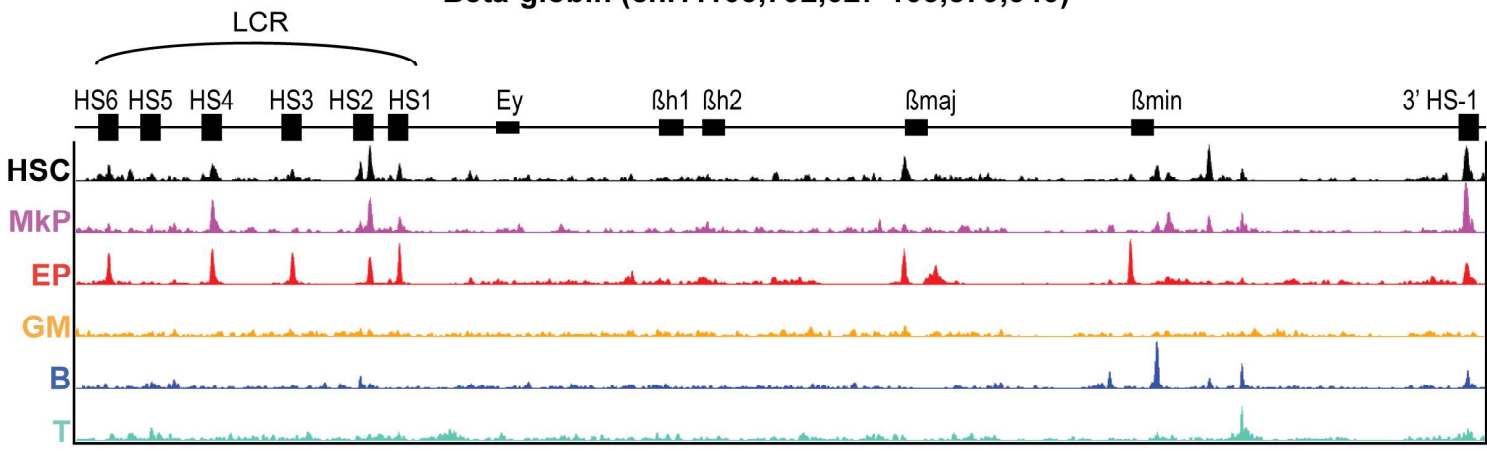 LCR
HS6 HS5 HS4 HS3 HS2 HS1 Ey ßh1 ßh2 ßmaj ßmin 3' HS-1
HSC
MkP
EP
GM
B
T